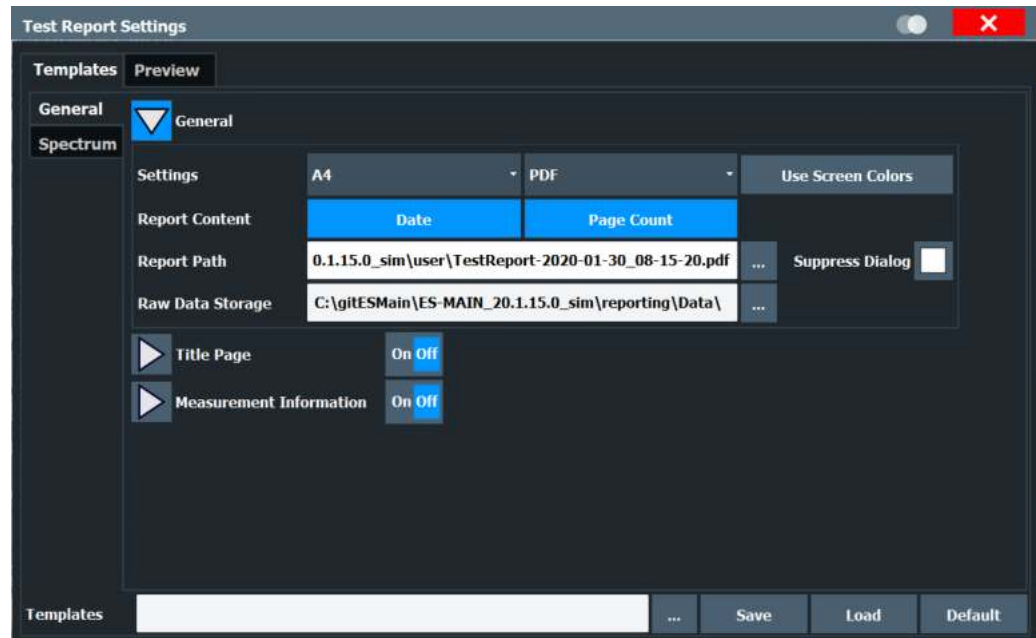 Test Report Settings
Templates Preview
General
Spectrum
General
Settings A4 PDF Use Screen Colors
Report Content Date Page Count
Report Path 0.1.15.0_sim\user\TestReport-2020-01-30_08-15-20.pdf ... Suppress Dialog
Raw Data Storage C:\gitESMain\ES-MAIN_20.1.15.0_sim\reporting\Data\ ...
Title Page On Off
Measurement Information On Off
Templates ... Save Load Default